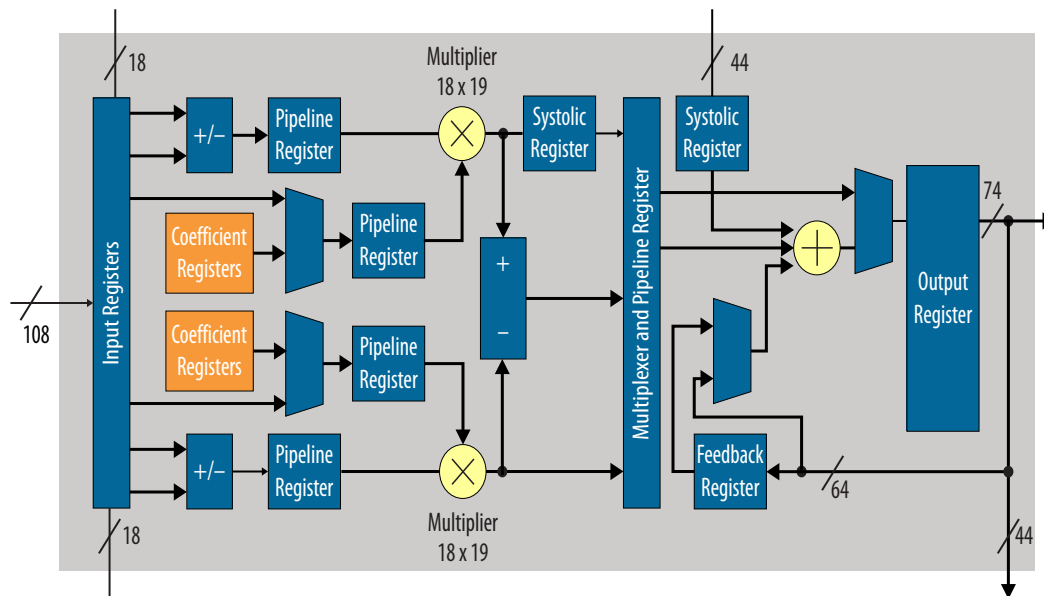 18
44
Multiplier
18 x 19
+/−
Pipeline
Register
Systolic
Register
Systolic
Register
74
Coefficient
Registers
Pipeline
Register
+
−
Output
Register
108
Input Registers
Multiplexer and Pipeline Register
Coefficient
Registers
Pipeline
Register
+/−
Pipeline
Register
Feedback
Register
64
Multiplier
18 x 19
18
44